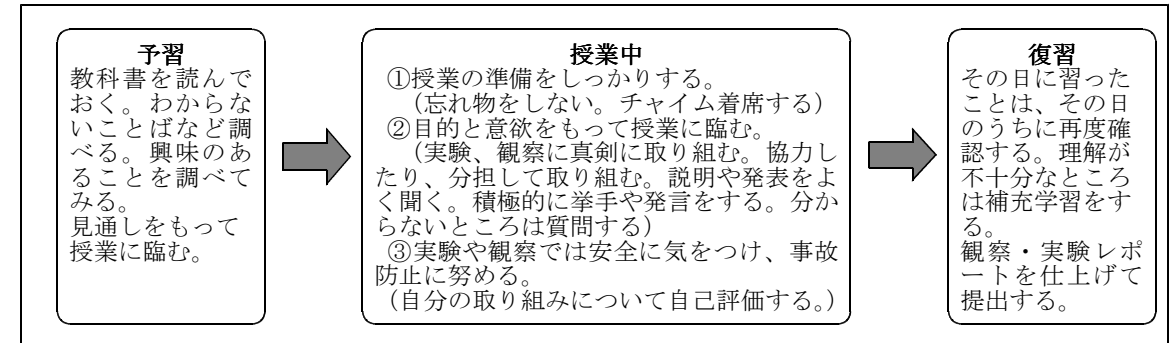 予習
教科書を読んで
おく。わからな
いことばなど調
べる。興味のあ
ることを調べて
みる。
見通しをもって
授業に臨む。
授業中
①授業の準備をしっかりする。
（忘れ物をしない。チャイム着席する）
②目的と意欲をもって授業に臨む。
（実験、観察に真剣に取り組む。協力し
たり、分担して取り組む。説明や発表をよ
く聞く。積極的に挙手や発言をする。分か
らないところは質問する）
③実験や観察では安全に気をつけ、事故
防止に努める。
（自分の取り組みについて自己評価する。）
復習
その日に習った
ことは、その日
のうちに再度確
認する。理解が
不十分なところ
は補充学習をす
る。
観察・実験レポ
ートを仕上げて
提出する。